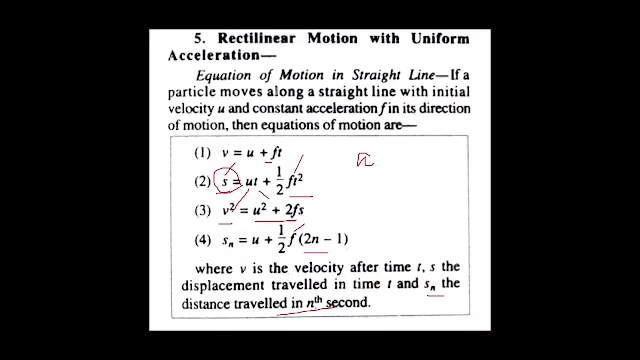 5. Rectilinear Motion with Uniform
Acceleration—
Equation of Motion in Straight Line—If a
particle moves along a straight line with initial
velocity u and constant acceleration f in its direction
of motion, then equations of motion are—
(1) v = u + ft
(2) s = ut + 1/2 ft²
(3) v² = u² + 2fs
(4) sₙ = u + 1/2 f (2n − 1)
where v is the velocity after time t, s the
displacement travelled in time t and sₙ the
distance travelled in nᵗʰ second.